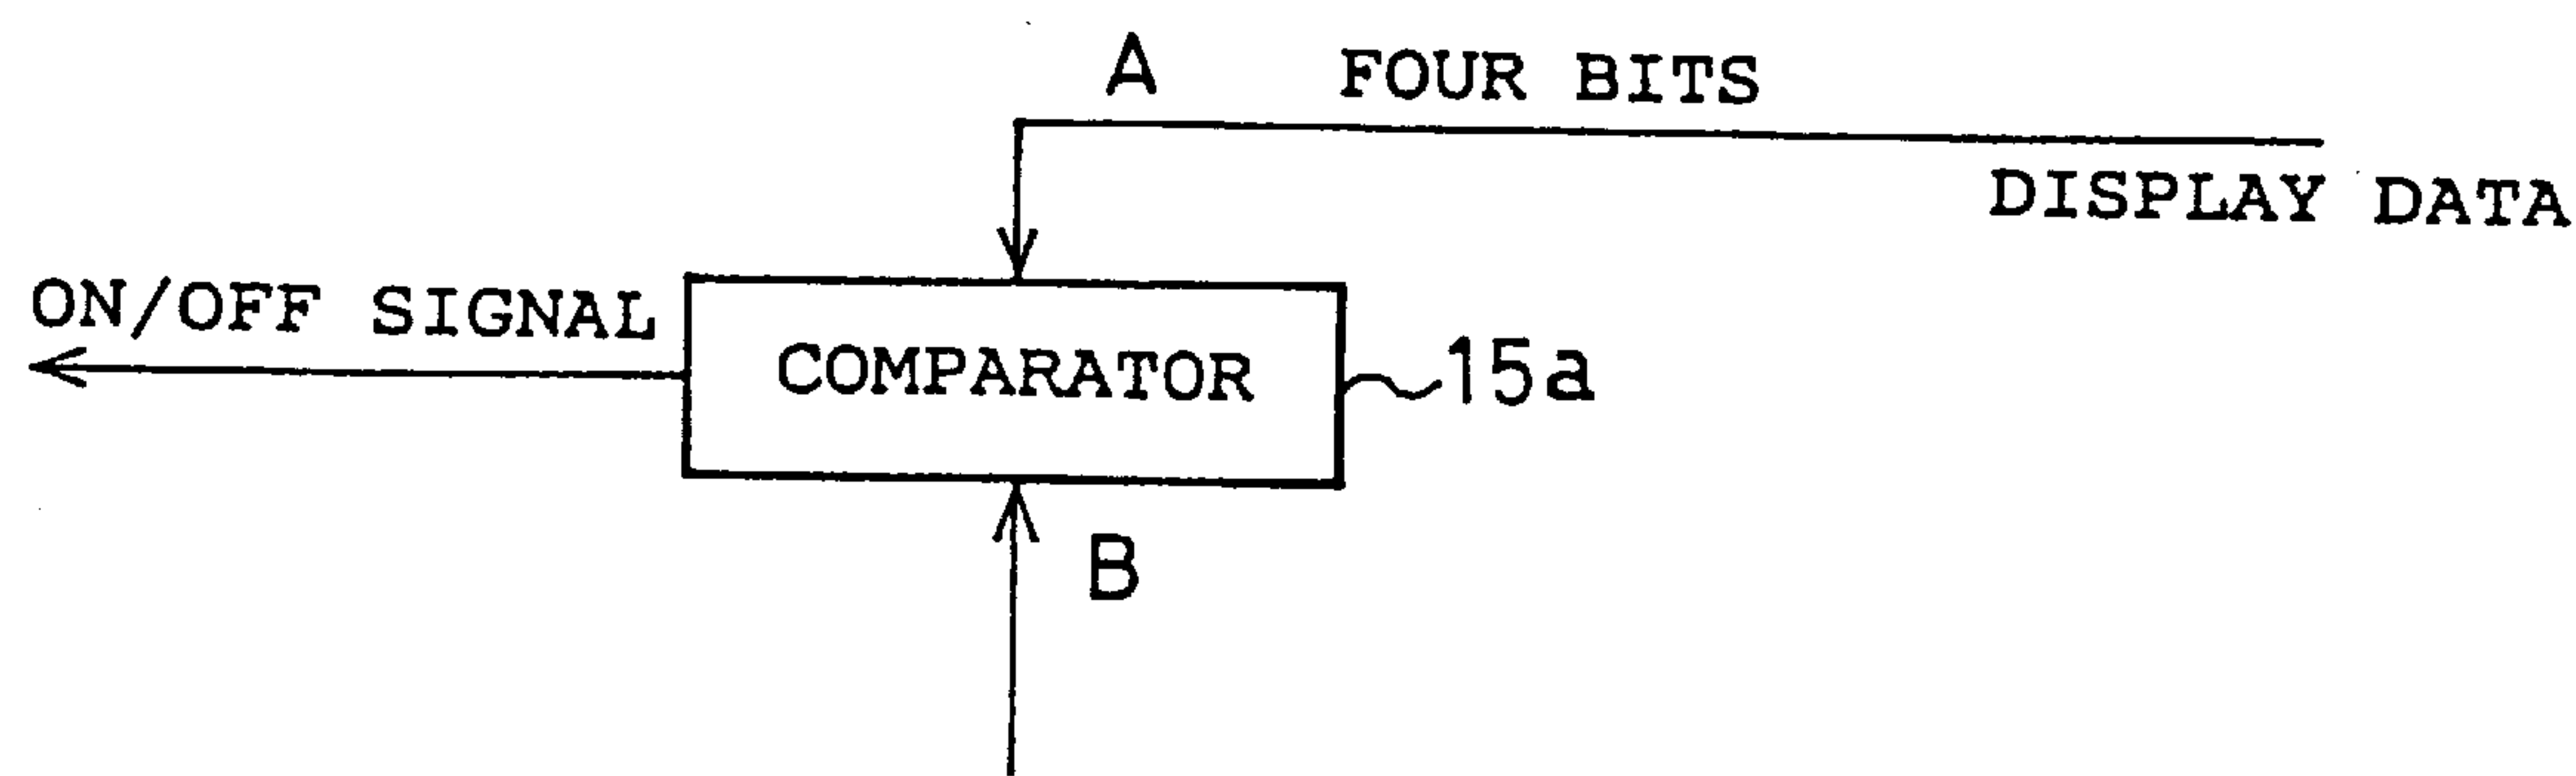 A FOUR BITS
DISPLAY DATA
ON/OFF SIGNAL
COMPARATOR
15a
B